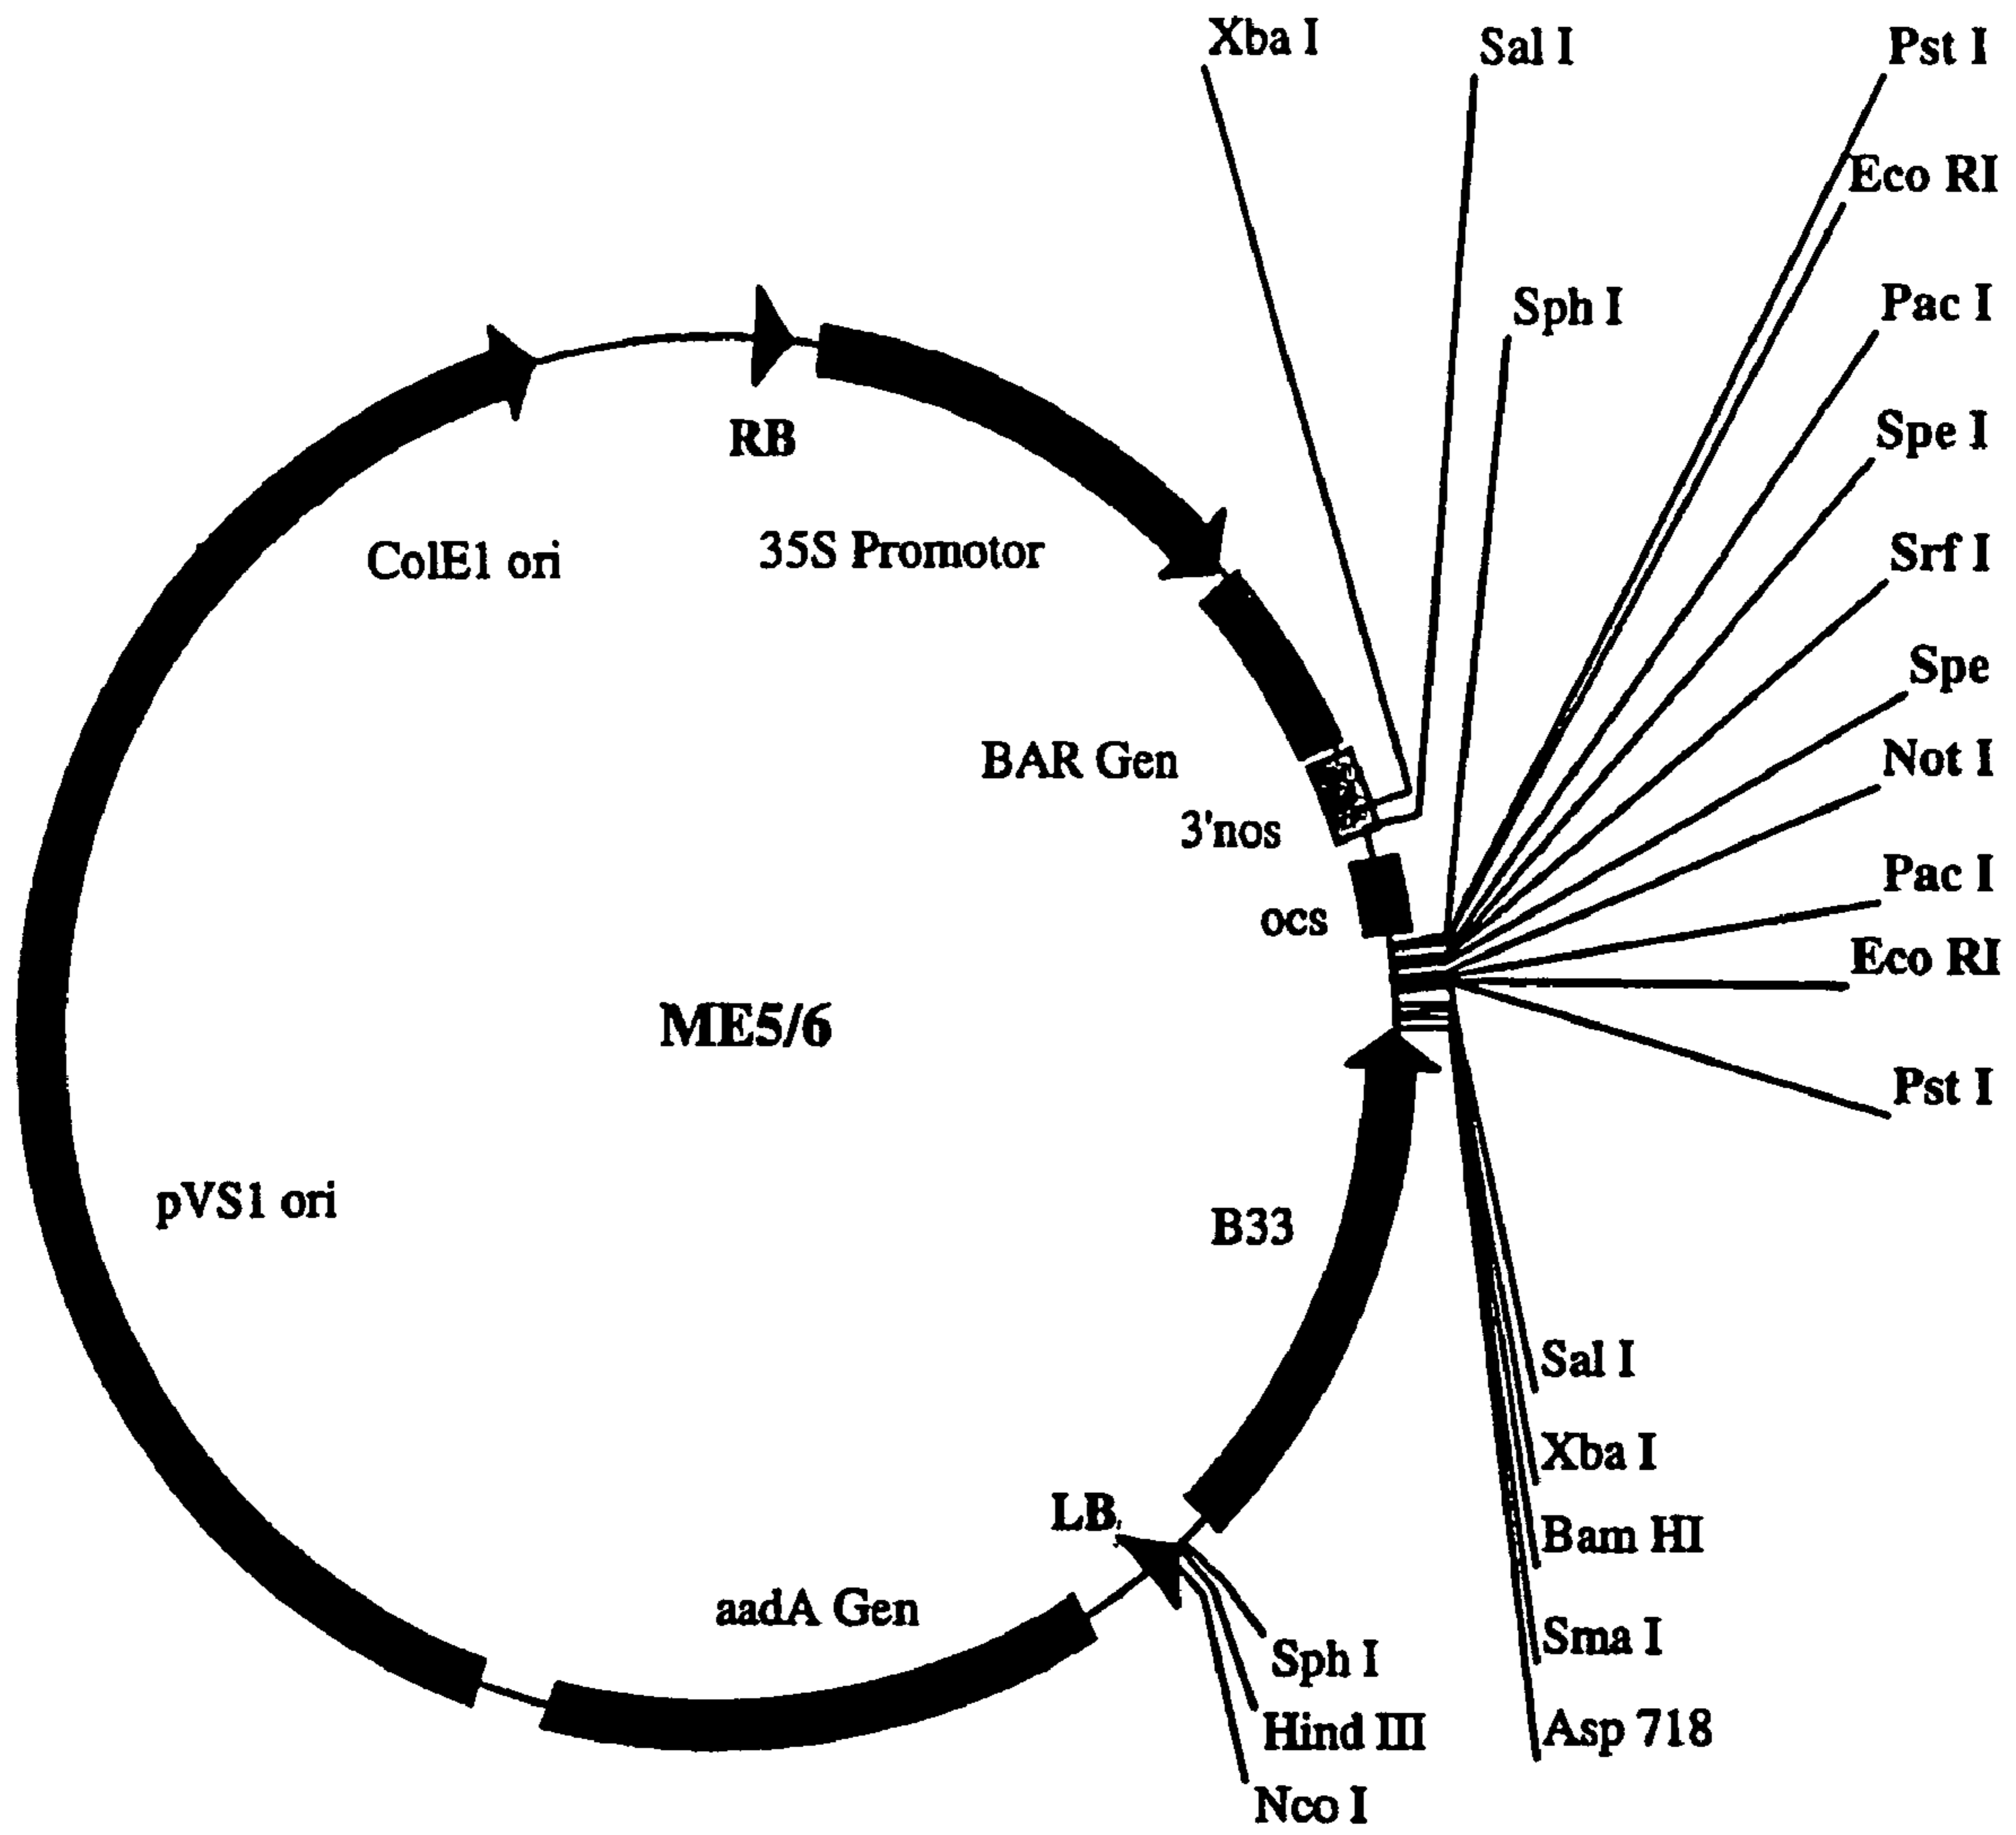 Xba I
Sal I
Pst I
Eco RI
Sph I
Pac I
Spe I
Srf I
Spe
Not I
Pac I
Eco RI
Pst I
RB
ColE1 ori
35S Promotor
BAR Gen
3'nos
ocs
ME5/6
pVS1 ori
B33
Sal I
Xba I
Bam HI
Sma I
Asp 718
LB
aadA Gen
Sph I
Hind III
Nco I